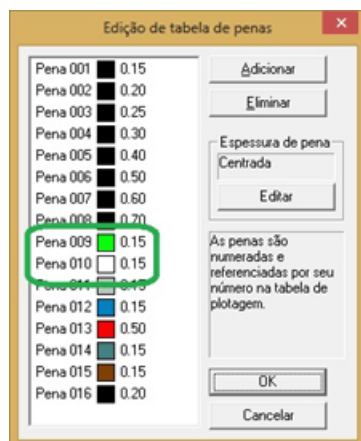 Edição de tabela de penas
Pena 001 0.15
Pena 002 0.20
Pena 003 0.25
Pena 004 0.30
Pena 005 0.40
Pena 006 0.50
Pena 007 0.60
Pena 008 0.70
Pena 009 0.15
Pena 010 0.15
Pena 011 0.15
Pena 012 0.15
Pena 013 0.50
Pena 014 0.15
Pena 015 0.15
Pena 016 0.20
Adicionar
Eliminar
Espessura de pena
Centrada
Editar
As penas são
numeradas e
referenciadas por seu
número na tabela de
plotagem.
OK
Cancelar